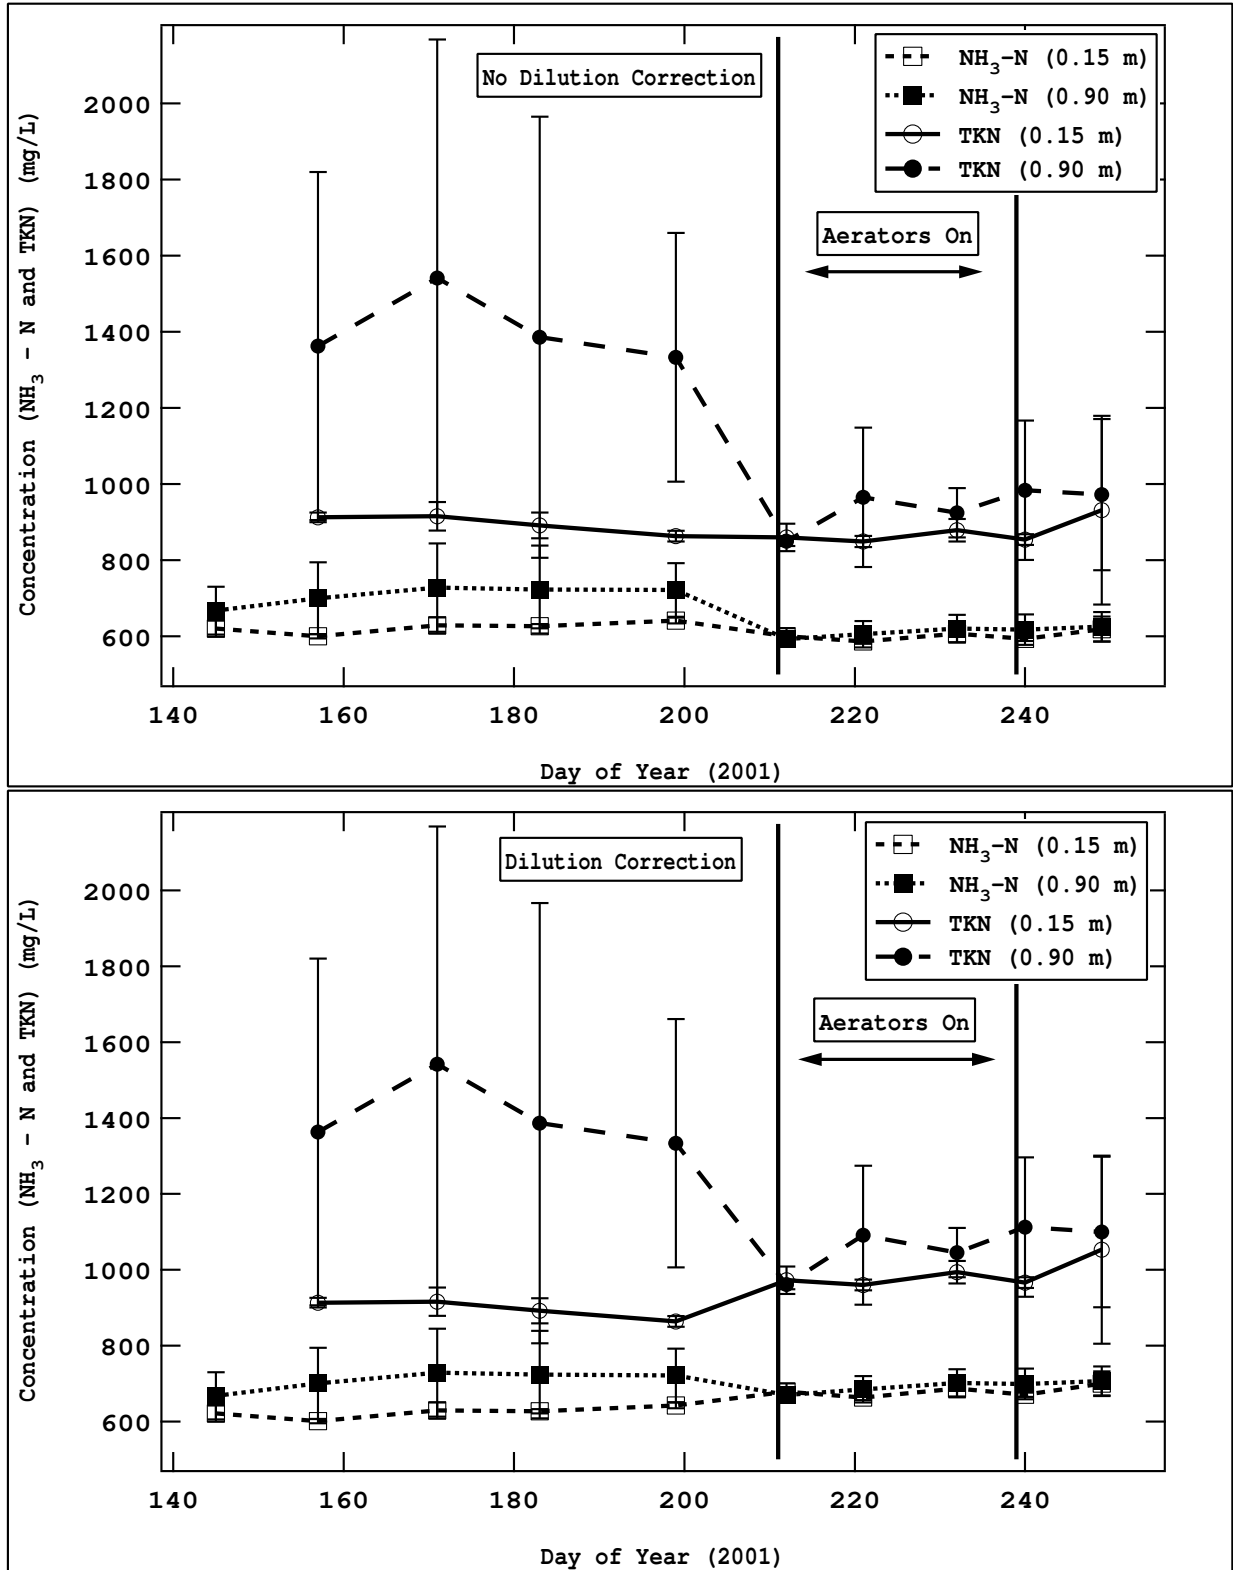 No Dilution Correction
NH3-N (0.15 m)
NH3-N (0.90 m)
TKN (0.15 m)
TKN (0.90 m)
Aerators On
Concentration (NH3 - N and TKN) (mg/L)
2000
1800
1600
1400
1200
1000
800
600
140 160 180 200 220 240
Day of Year (2001)
Dilution Correction
NH3-N (0.15 m)
NH3-N (0.90 m)
TKN (0.15 m)
TKN (0.90 m)
Aerators On
Concentration (NH3 - N and TKN) (mg/L)
2000
1800
1600
1400
1200
1000
800
600
140 160 180 200 220 240
Day of Year (2001)